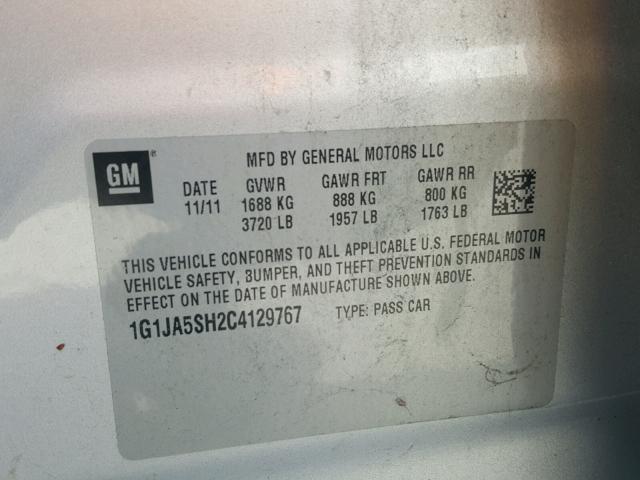 GM ®
MFD BY GENERAL MOTORS LLC
DATE GVWR GAWR FRT GAWR RR
11/11 1688 KG 888 KG 800 KG
3720 LB 1957 LB 1763 LB
THIS VEHICLE CONFORMS TO ALL APPLICABLE U.S. FEDERAL MOTOR
VEHICLE SAFETY, BUMPER, AND THEFT PREVENTION STANDARDS IN
EFFECT ON THE DATE OF MANUFACTURE SHOWN ABOVE.
1G1JA5SH2C4129767 TYPE: PASS CAR